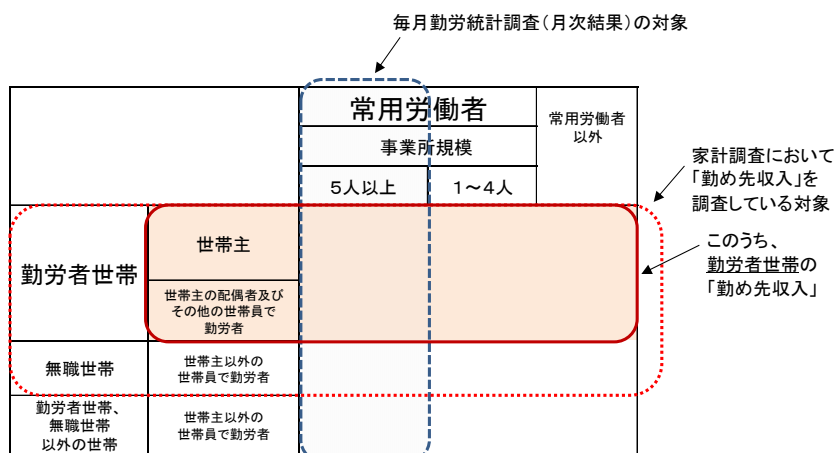 毎月勤労統計調査(月次結果)の対象
常用労働者
常用労働者
以外
事業所規模
5人以上
1～4人
家計調査において
「勤め先収入」を
調査している対象
このうち、
勤労者世帯の
「勤め先収入」
勤労者世帯
世帯主
世帯主の配偶者及び
その他の世帯員で
勤労者
無職世帯
世帯主以外の
世帯員で勤労者
勤労者世帯、
無職世帯
以外の世帯
世帯主以外の
世帯員で勤労者